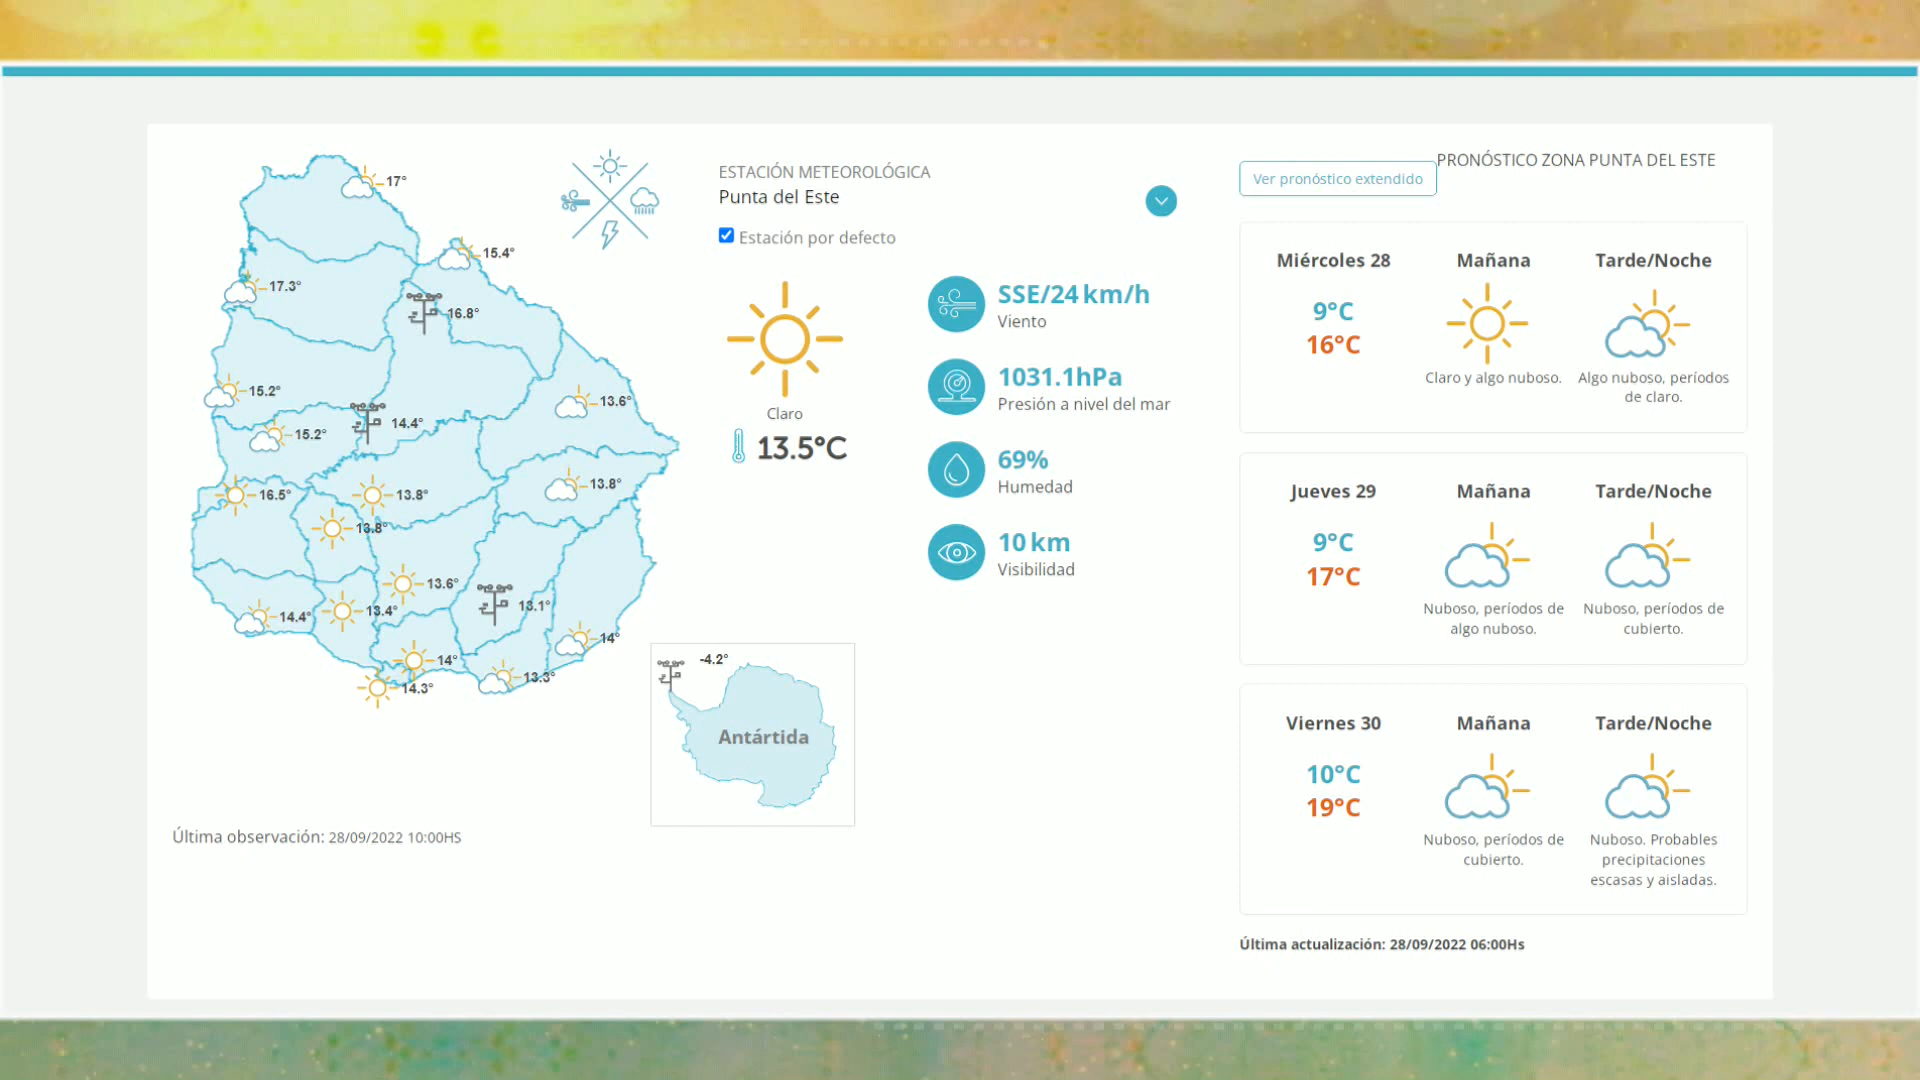 17°
15.4°
17.3°
16.8°
15.2°
13.6°
14.4°
15.2°
13.8°
16.5°
13.8°
13.8°
13.6°
13.1°
13.4°
14.4°
14°
14°
13.3°
14.3°
-4.2°
Antártida
Última observación: 28/09/2022 10:00HS
ESTACIÓN METEOROLÓGICA
Punta del Este
Estación por defecto
Claro
13.5°C
SSE/24 km/h
Viento
1031.1hPa
Presión a nivel del mar
69%
Humedad
10 km
Visibilidad
Ver pronóstico extendido
PRONÓSTICO ZONA PUNTA DEL ESTE
Miércoles 28
9°C
16°C
Mañana
Claro y algo nuboso.
Tarde/Noche
Algo nuboso, períodos
de claro.
Jueves 29
9°C
17°C
Mañana
Nuboso, períodos de
algo nuboso.
Tarde/Noche
Nuboso, períodos de
cubierto.
Viernes 30
10°C
19°C
Mañana
Nuboso, períodos de
cubierto.
Tarde/Noche
Nuboso. Probables
precipitaciones
escasas y aisladas.
Última actualización: 28/09/2022 06:00Hs